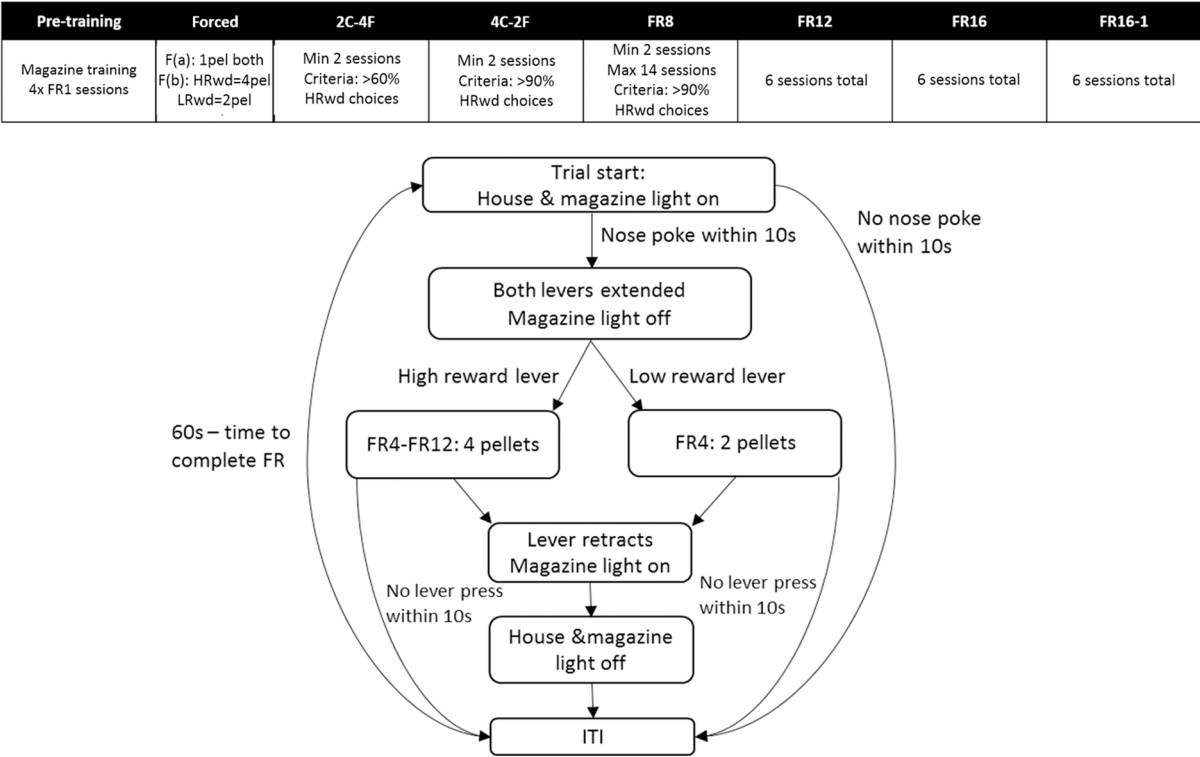 Pre-training Forced 2C-4F 4C-2F FR8 FR12 FR16 FR16-1
Magazine training
4x FR1 sessions
F(a): 1pel both
F(b): HRwd=4pel
LRwd=2pel
Min 2 sessions
Criteria: >60%
HRwd choices
Min 2 sessions
Criteria: >90%
HRwd choices
Min 2 sessions
Max 14 sessions
Criteria: >90%
HRwd choices
6 sessions total
6 sessions total
6 sessions total
Trial start:
House & magazine light on
No nose poke
within 10s
Nose poke within 10s
Both levers extended
Magazine light off
High reward lever
Low reward lever
60s – time to
complete FR
FR4-FR12: 4 pellets
FR4: 2 pellets
Lever retracts
Magazine light on
No lever press
within 10s
No lever press
within 10s
House &magazine
light off
ITI